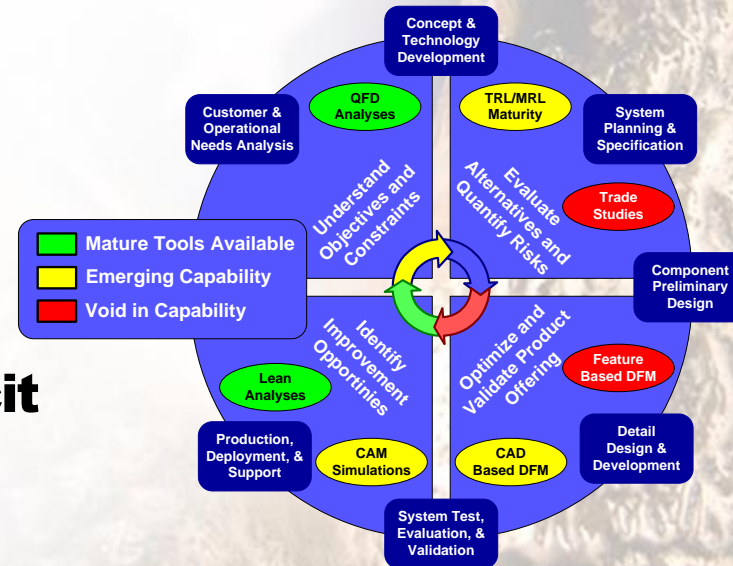 Concept &
Technology
Development
QFD
Analyses
TRL/MRL
Maturity
Customer &
Operational
Needs Analysis
System
Planning &
Specification
Understand
Objectives and
Constraints
Evaluate
Alternatives and
Quantify Risks
Trade
Studies
Mature Tools Available
Emerging Capability
Void in Capability
Component
Preliminary
Design
Identify
Improvement
Opportinies
Optimize and
Validate Product
Offering
Feature
Based DFM
Lean
Analyses
it
Production,
Deployment, &
Support
CAM
Simulations
CAD
Based DFM
Detail
Design &
Development
System Test,
Evaluation, &
Validation